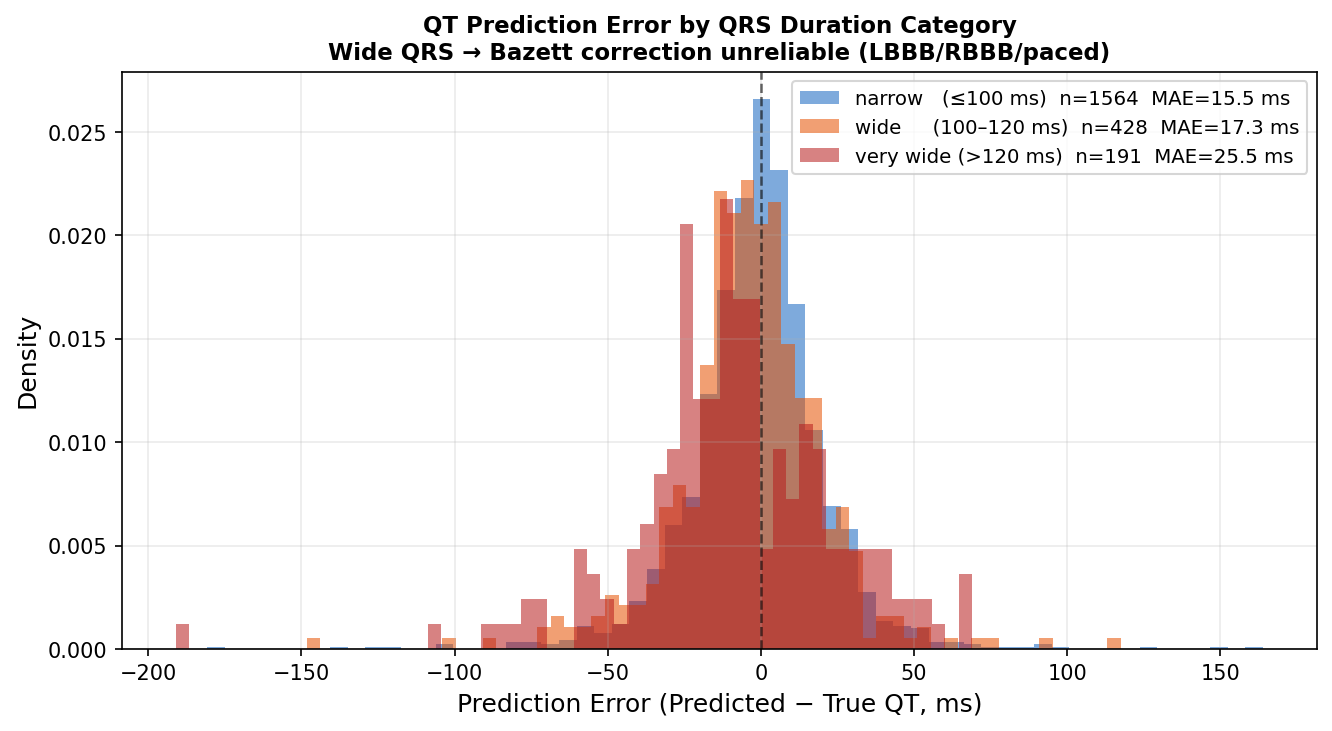 QT Prediction Error by QRS Duration Category
Wide QRS → Bazett correction unreliable (LBBB/RBBB/paced)
narrow (≤100 ms) n=1564 MAE=15.5 ms
wide (100–120 ms) n=428 MAE=17.3 ms
very wide (>120 ms) n=191 MAE=25.5 ms
Density
0.025
0.020
0.015
0.010
0.005
0.000
−200 −150 −100 −50 0 50 100 150
Prediction Error (Predicted − True QT, ms)